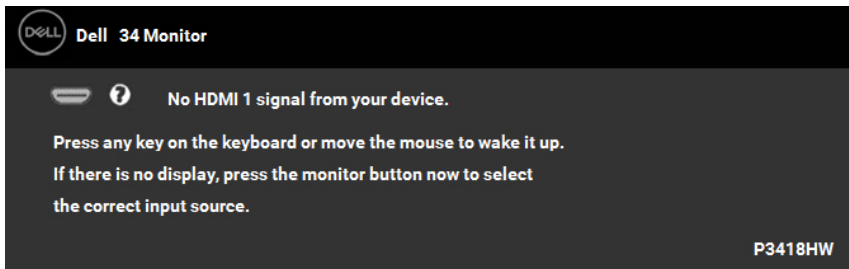 DELL Dell 34 Monitor
? No HDMI 1 signal from your device.
Press any key on the keyboard or move the mouse to wake it up.
If there is no display, press the monitor button now to select
the correct input source.
P3418HW